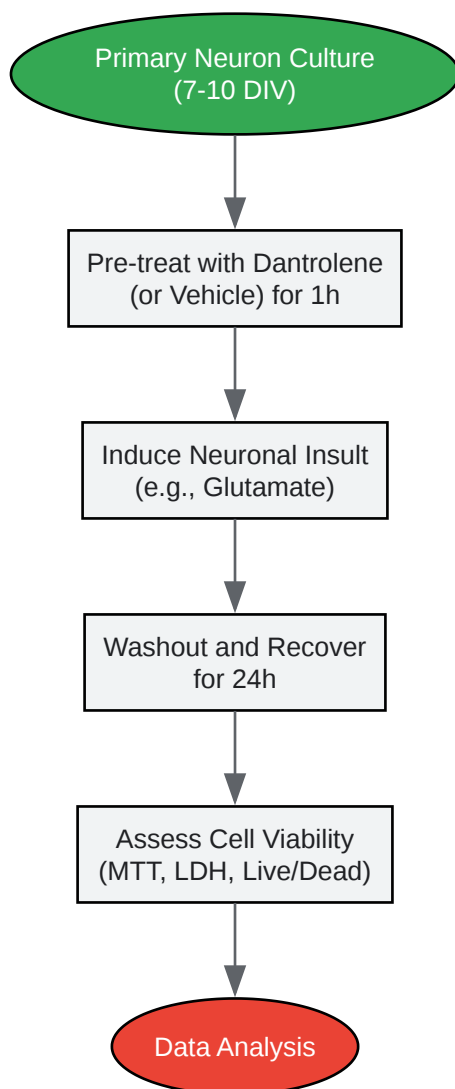 Primary Neuron Culture
(7-10 DIV)
Pre-treat with Dantrolene
(or Vehicle) for 1h
Induce Neuronal Insult
(e.g., Glutamate)
Washout and Recover
for 24h
Assess Cell Viability
(MTT, LDH, Live/Dead)
Data Analysis